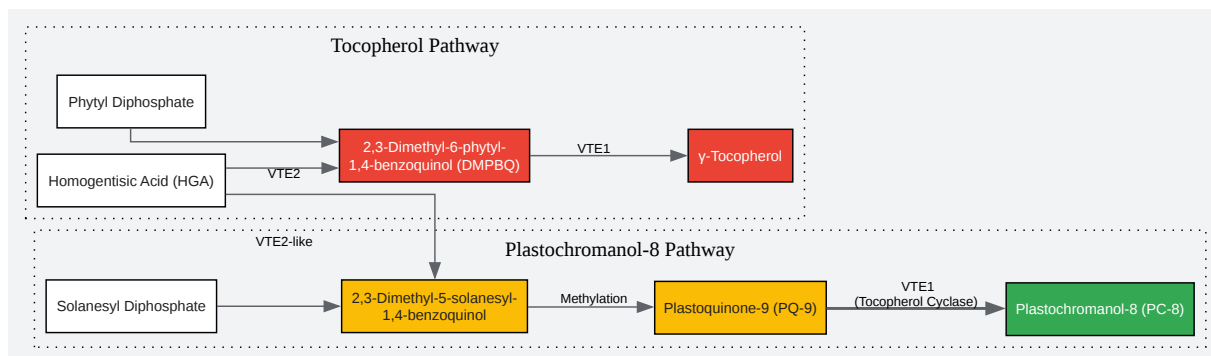 Tocopherol Pathway
Phytyl Diphosphate
Homogentisic Acid (HGA)
VTE2
2,3-Dimethyl-6-phytyl-
1,4-benzoquinol (DMPBQ)
VTE1
γ-Tocopherol
VTE2-like
Plastochromanol-8 Pathway
Solanesyl Diphosphate
2,3-Dimethyl-5-solanesyl-
1,4-benzoquinol
Methylation
Plastoquinone-9 (PQ-9)
VTE1
(Tocopherol Cyclase)
Plastochromanol-8 (PC-8)